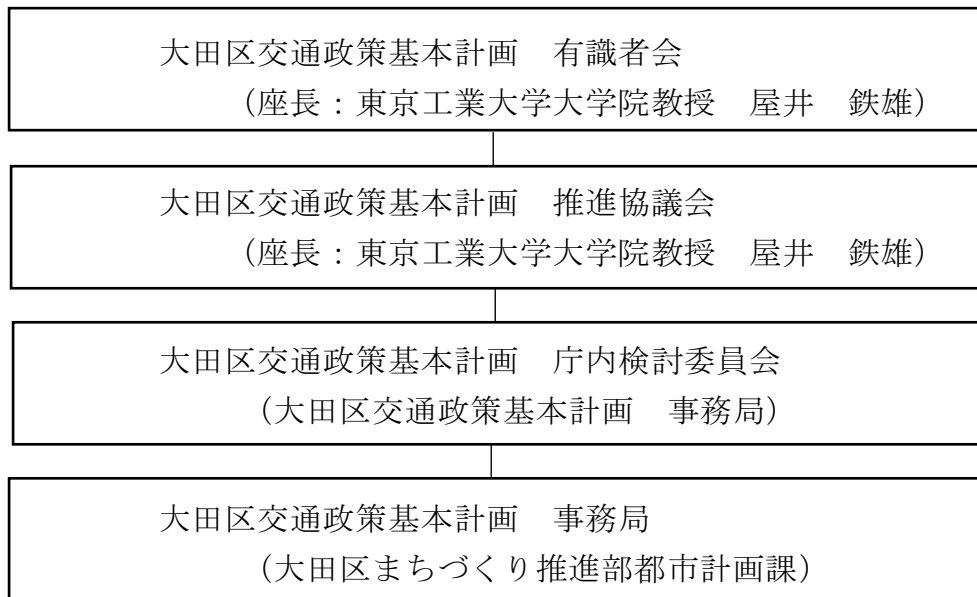 大田区交通政策基本計画　有識者会
（座長：東京工業大学大学院教授　屋井　鉄雄）
大田区交通政策基本計画　推進協議会
（座長：東京工業大学大学院教授　屋井　鉄雄）
大田区交通政策基本計画　庁内検討委員会
（大田区交通政策基本計画　事務局）
大田区交通政策基本計画　事務局
（大田区まちづくり推進部都市計画課）